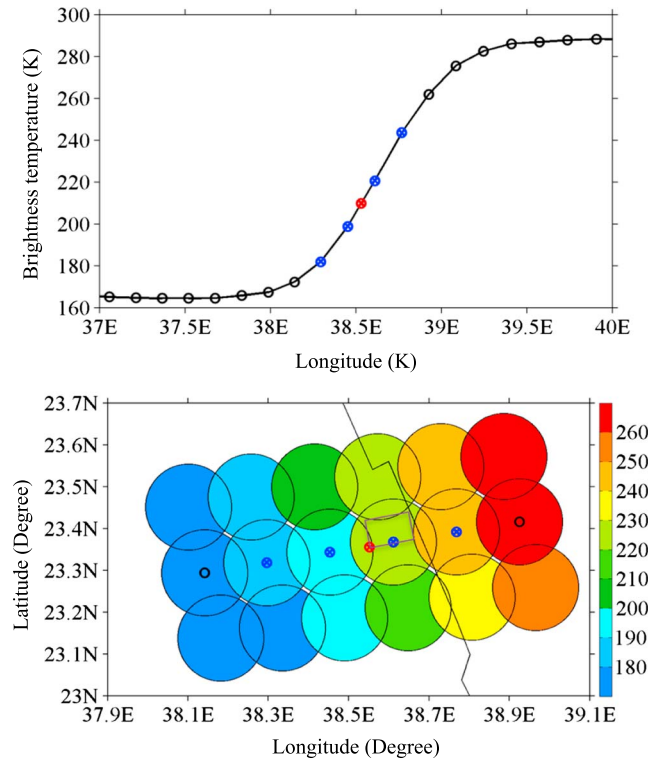 300
280
260
240
220
200
180
160
Brightness temperature (K)
37E 37.5E 38E 38.5E 39E 39.5E 40E
Longitude (K)
23.7N
23.6N
23.5N
23.4N
23.3N
23.2N
23.1N
23N
Latitude (Degree)
260
250
240
230
220
210
200
190
180
37.9E 38.1E 38.3E 38.5E 38.7E 38.9E 39.1E
Longitude (Degree)